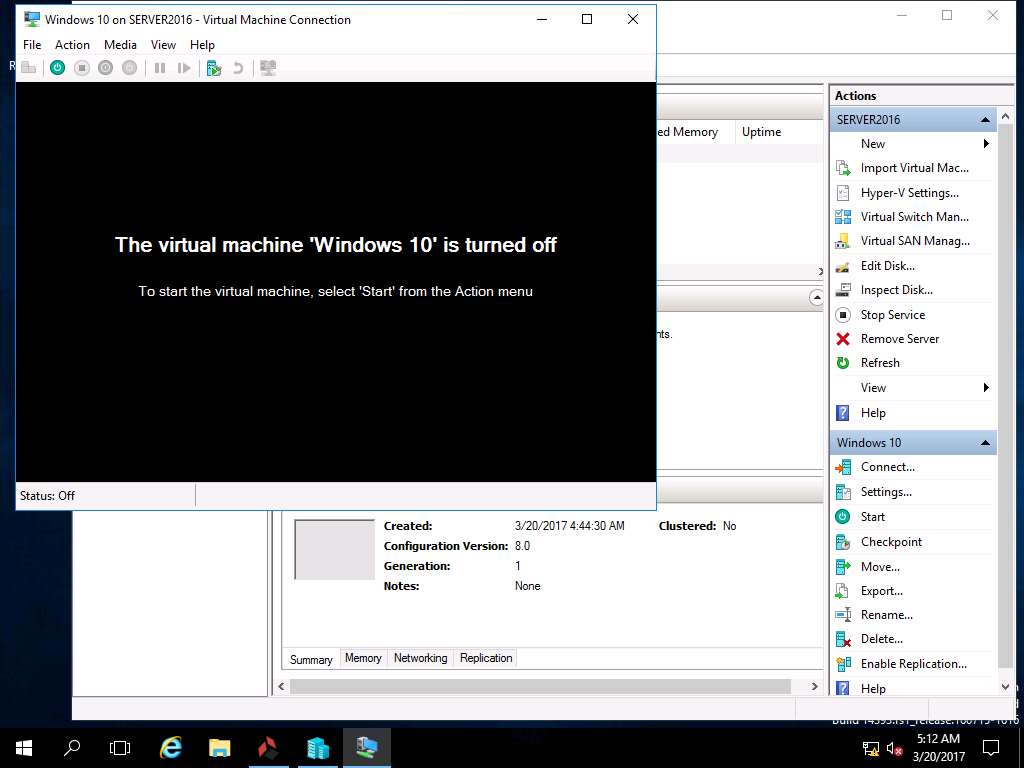 Windows 10 on SERVER2016 - Virtual Machine Connection
File Action Media View Help
The virtual machine 'Windows 10' is turned off
To start the virtual machine, select 'Start' from the Action menu
Status: Off
ed Memory Uptime
nts.
Created: 3/20/2017 4:44:30 AM Clustered: No
Configuration Version: 8.0
Generation: 1
Notes: None
Summary Memory Networking Replication
Actions
SERVER2016
New
Import Virtual Mac...
Hyper-V Settings...
Virtual Switch Man...
Virtual SAN Manag...
Edit Disk...
Inspect Disk...
Stop Service
Remove Server
Refresh
View
Help
Windows 10
Connect...
Settings...
Start
Checkpoint
Move...
Export...
Rename...
Delete...
Enable Replication...
Help
5:12 AM
3/20/2017